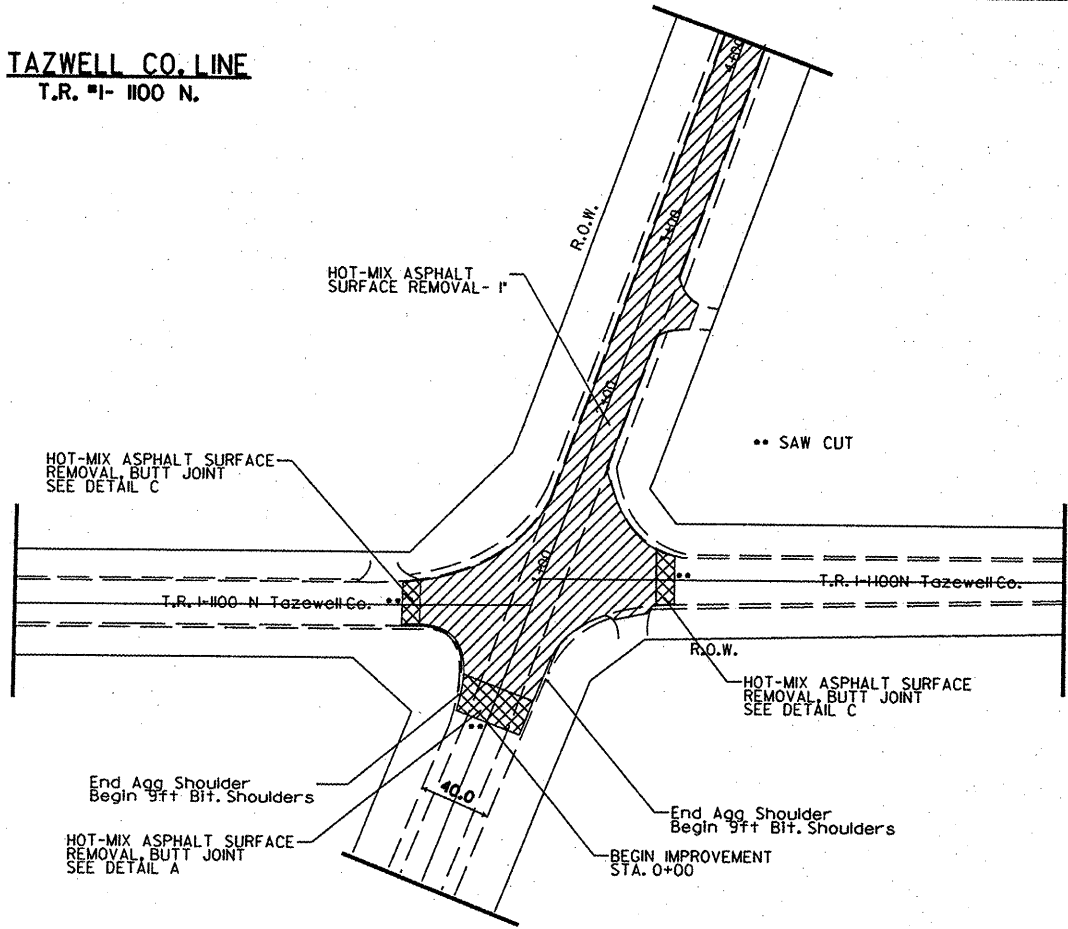 TAZWELL CO. LINE
T.R. #1- 1100 N.
R.O.W.
HOT-MIX ASPHALT
SURFACE REMOVAL- 1"
3+00
•• SAW CUT
HOT-MIX ASPHALT SURFACE
REMOVAL, BUTT JOINT
SEE DETAIL C
T.R. 1-1100 N Tazewell Co.
••
••
T.R. 1-1100N Tazewell Co.
R.O.W.
HOT-MIX ASPHALT SURFACE
REMOVAL, BUTT JOINT
SEE DETAIL C
••
End Agg Shoulder
Begin 9ft Bit. Shoulders
40.0
End Agg Shoulder
Begin 9ft Bit. Shoulders
HOT-MIX ASPHALT SURFACE
REMOVAL, BUTT JOINT
SEE DETAIL A
BEGIN IMPROVEMENT
STA. 0+00